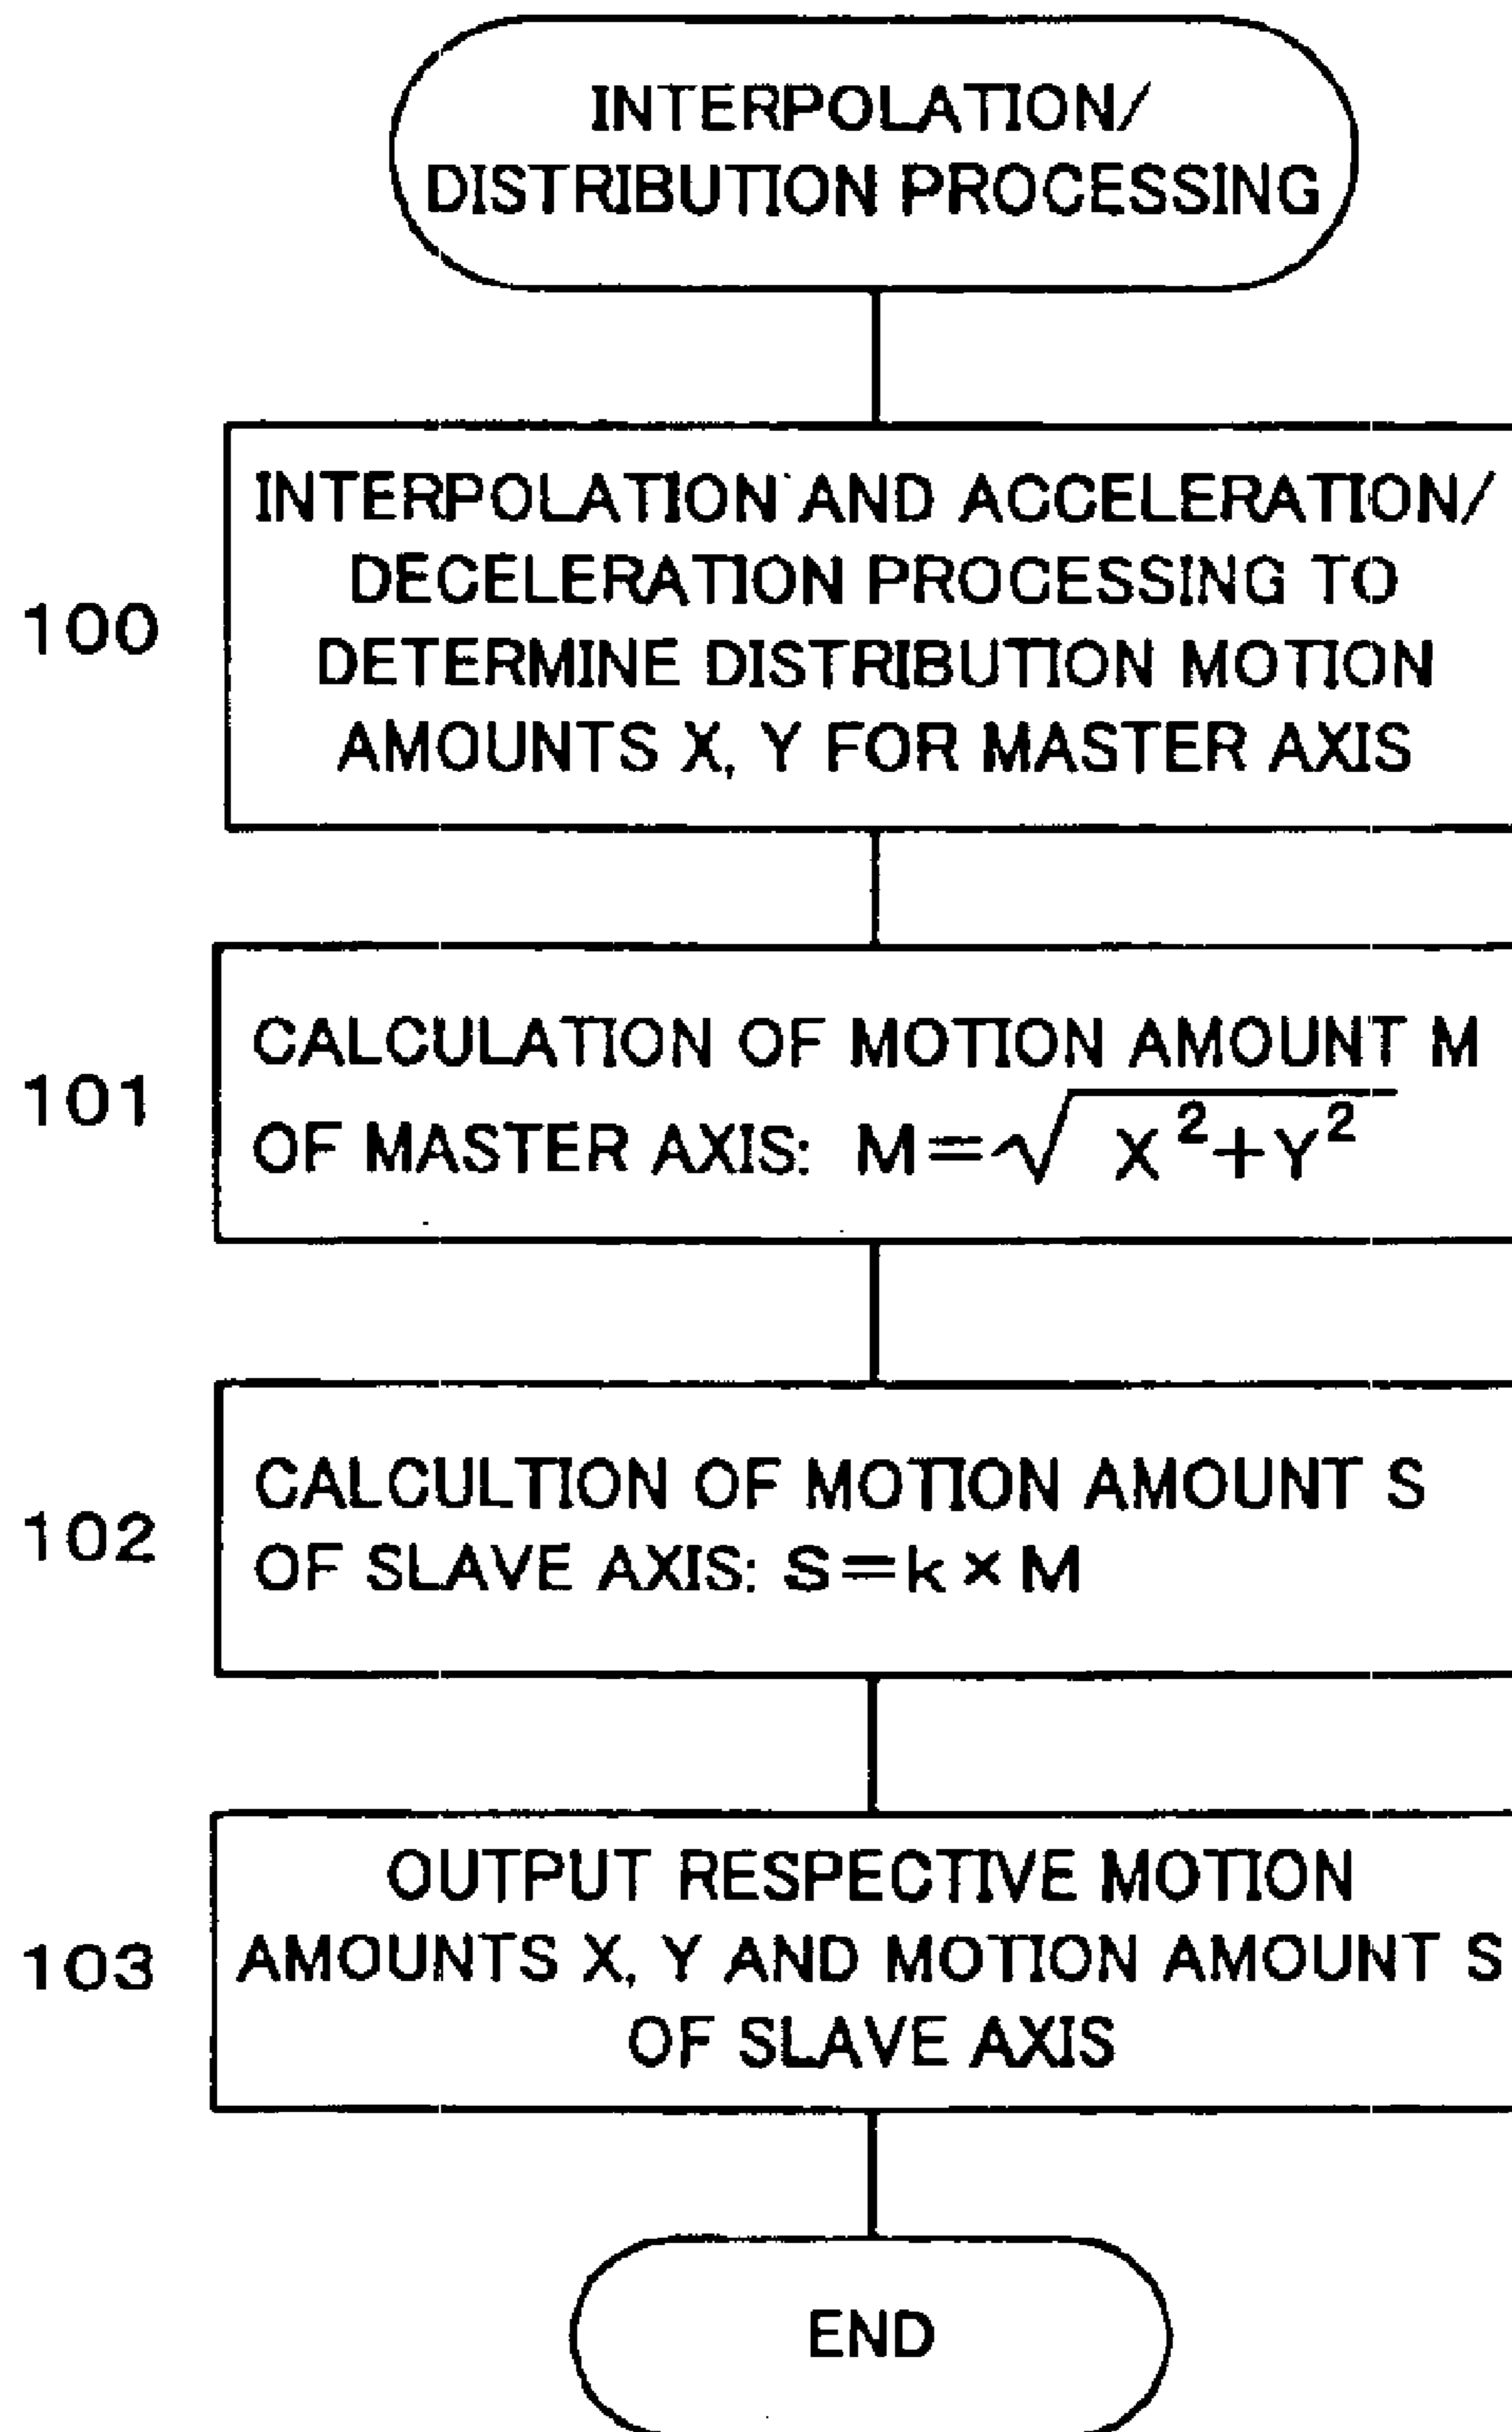 INTERPOLATION/
DISTRIBUTION PROCESSING
100
INTERPOLATION AND ACCELERATION/
DECELERATION PROCESSING TO
DETERMINE DISTRIBUTION MOTION
AMOUNTS X, Y FOR MASTER AXIS
101
CALCULATION OF MOTION AMOUNT M
OF MASTER AXIS: M=√X²+Y²
102
CALCULTION OF MOTION AMOUNT S
OF SLAVE AXIS: S=k×M
103
OUTPUT RESPECTIVE MOTION
AMOUNTS X, Y AND MOTION AMOUNT S
OF SLAVE AXIS
END